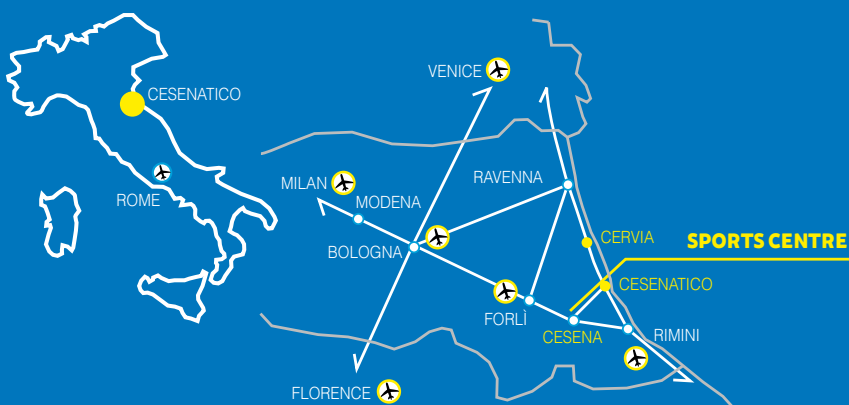 CESENATICO
ROME
VENICE
MILAN
MODENA
BOLOGNA
RAVENNA
CERVIA
SPORTS CENTRE
CESENATICO
FORLÌ
CESENA
RIMINI
FLORENCE